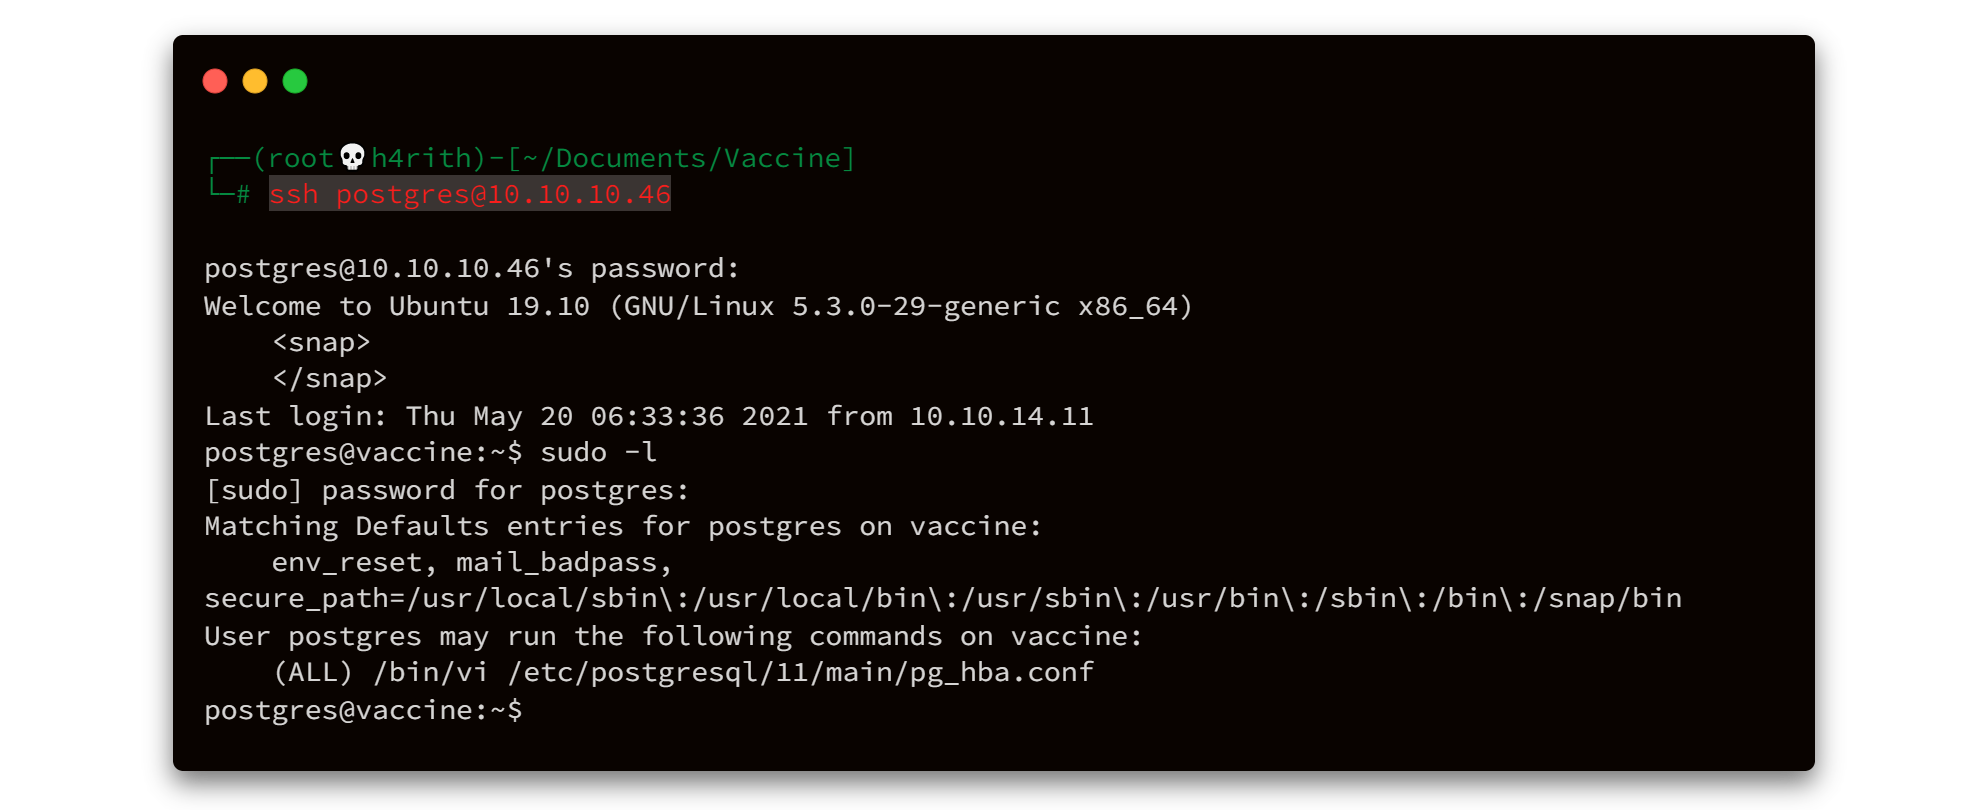 ┌──(root💀h4rith)-[~/Documents/Vaccine]
└─# ssh postgres@10.10.10.46
postgres@10.10.10.46's password:
Welcome to Ubuntu 19.10 (GNU/Linux 5.3.0-29-generic x86_64)
    <snap>
    </snap>
Last login: Thu May 20 06:33:36 2021 from 10.10.14.11
postgres@vaccine:~$ sudo -l
[sudo] password for postgres:
Matching Defaults entries for postgres on vaccine:
    env_reset, mail_badpass,
secure_path=/usr/local/sbin\:/usr/local/bin\:/usr/sbin\:/usr/bin\:/sbin\:/bin\:/snap/bin
User postgres may run the following commands on vaccine:
    (ALL) /bin/vi /etc/postgresql/11/main/pg_hba.conf
postgres@vaccine:~$